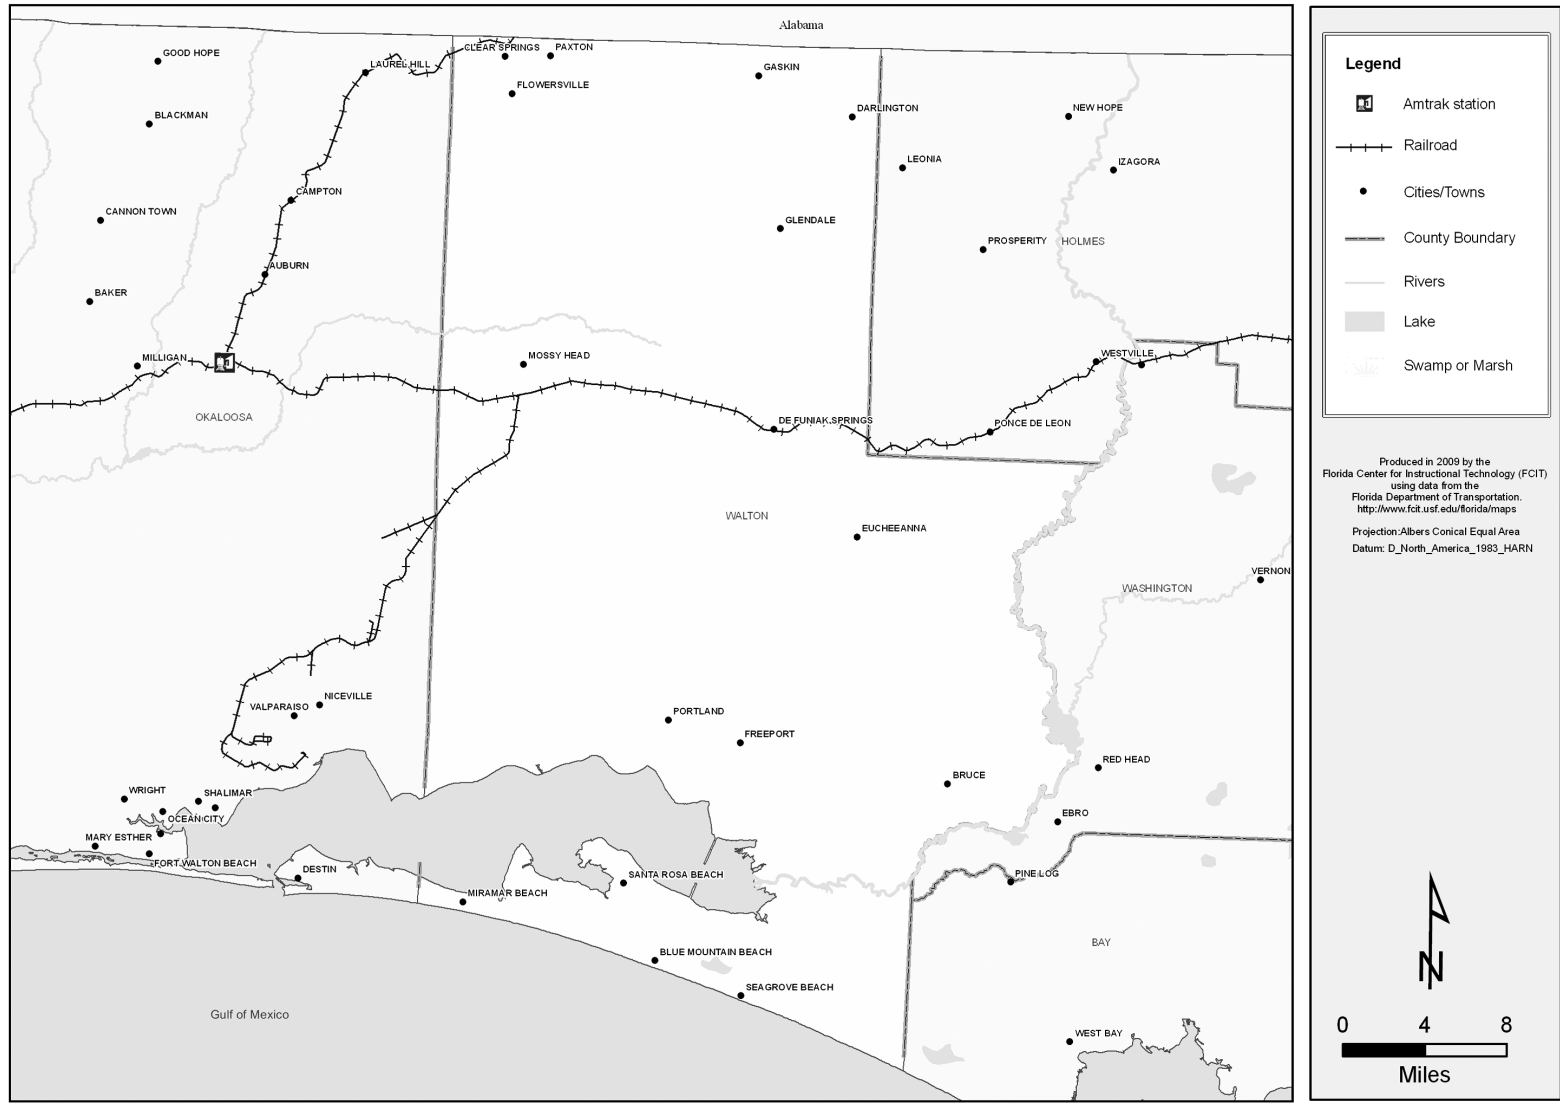 Alabama
GOOD HOPE
CLEAR SPRINGS
PAXTON
LAUREL HILL
GASKIN
FLOWERSVILLE
BLACKMAN
DARLINGTON
NEW HOPE
LEONIA
IZAGORA
CAMPTON
CANNON TOWN
GLENDALE
PROSPERITY
HOLMES
AUBURN
BAKER
MILLIGAN
MOSSY HEAD
WESTVILLE
OKALOOSA
DE FUNIAK SPRINGS
PONCE DE LEON
WALTON
EUCHEEANNA
VERNON
WASHINGTON
NICEVILLE
VALPARAISO
PORTLAND
FREEPORT
RED HEAD
BRUCE
WRIGHT
SHALIMAR
OCEAN CITY
EBRO
MARY ESTHER
FORT WALTON BEACH
DESTIN
SANTA ROSA BEACH
PINE LOG
MIRAMAR BEACH
BAY
BLUE MOUNTAIN BEACH
SEAGROVE BEACH
Gulf of Mexico
WEST BAY
Legend
Amtrak station
Railroad
Cities/Towns
County Boundary
Rivers
Lake
Swamp or Marsh
Produced in 2009 by the
Florida Center for Instructional Technology (FCIT)
using data from the
Florida Department of Transportation.
http://www.fcit.usf.edu/florida/maps
Projection:Albers Conical Equal Area
Datum: D_North_America_1983_HARN
N
0 4 8
Miles